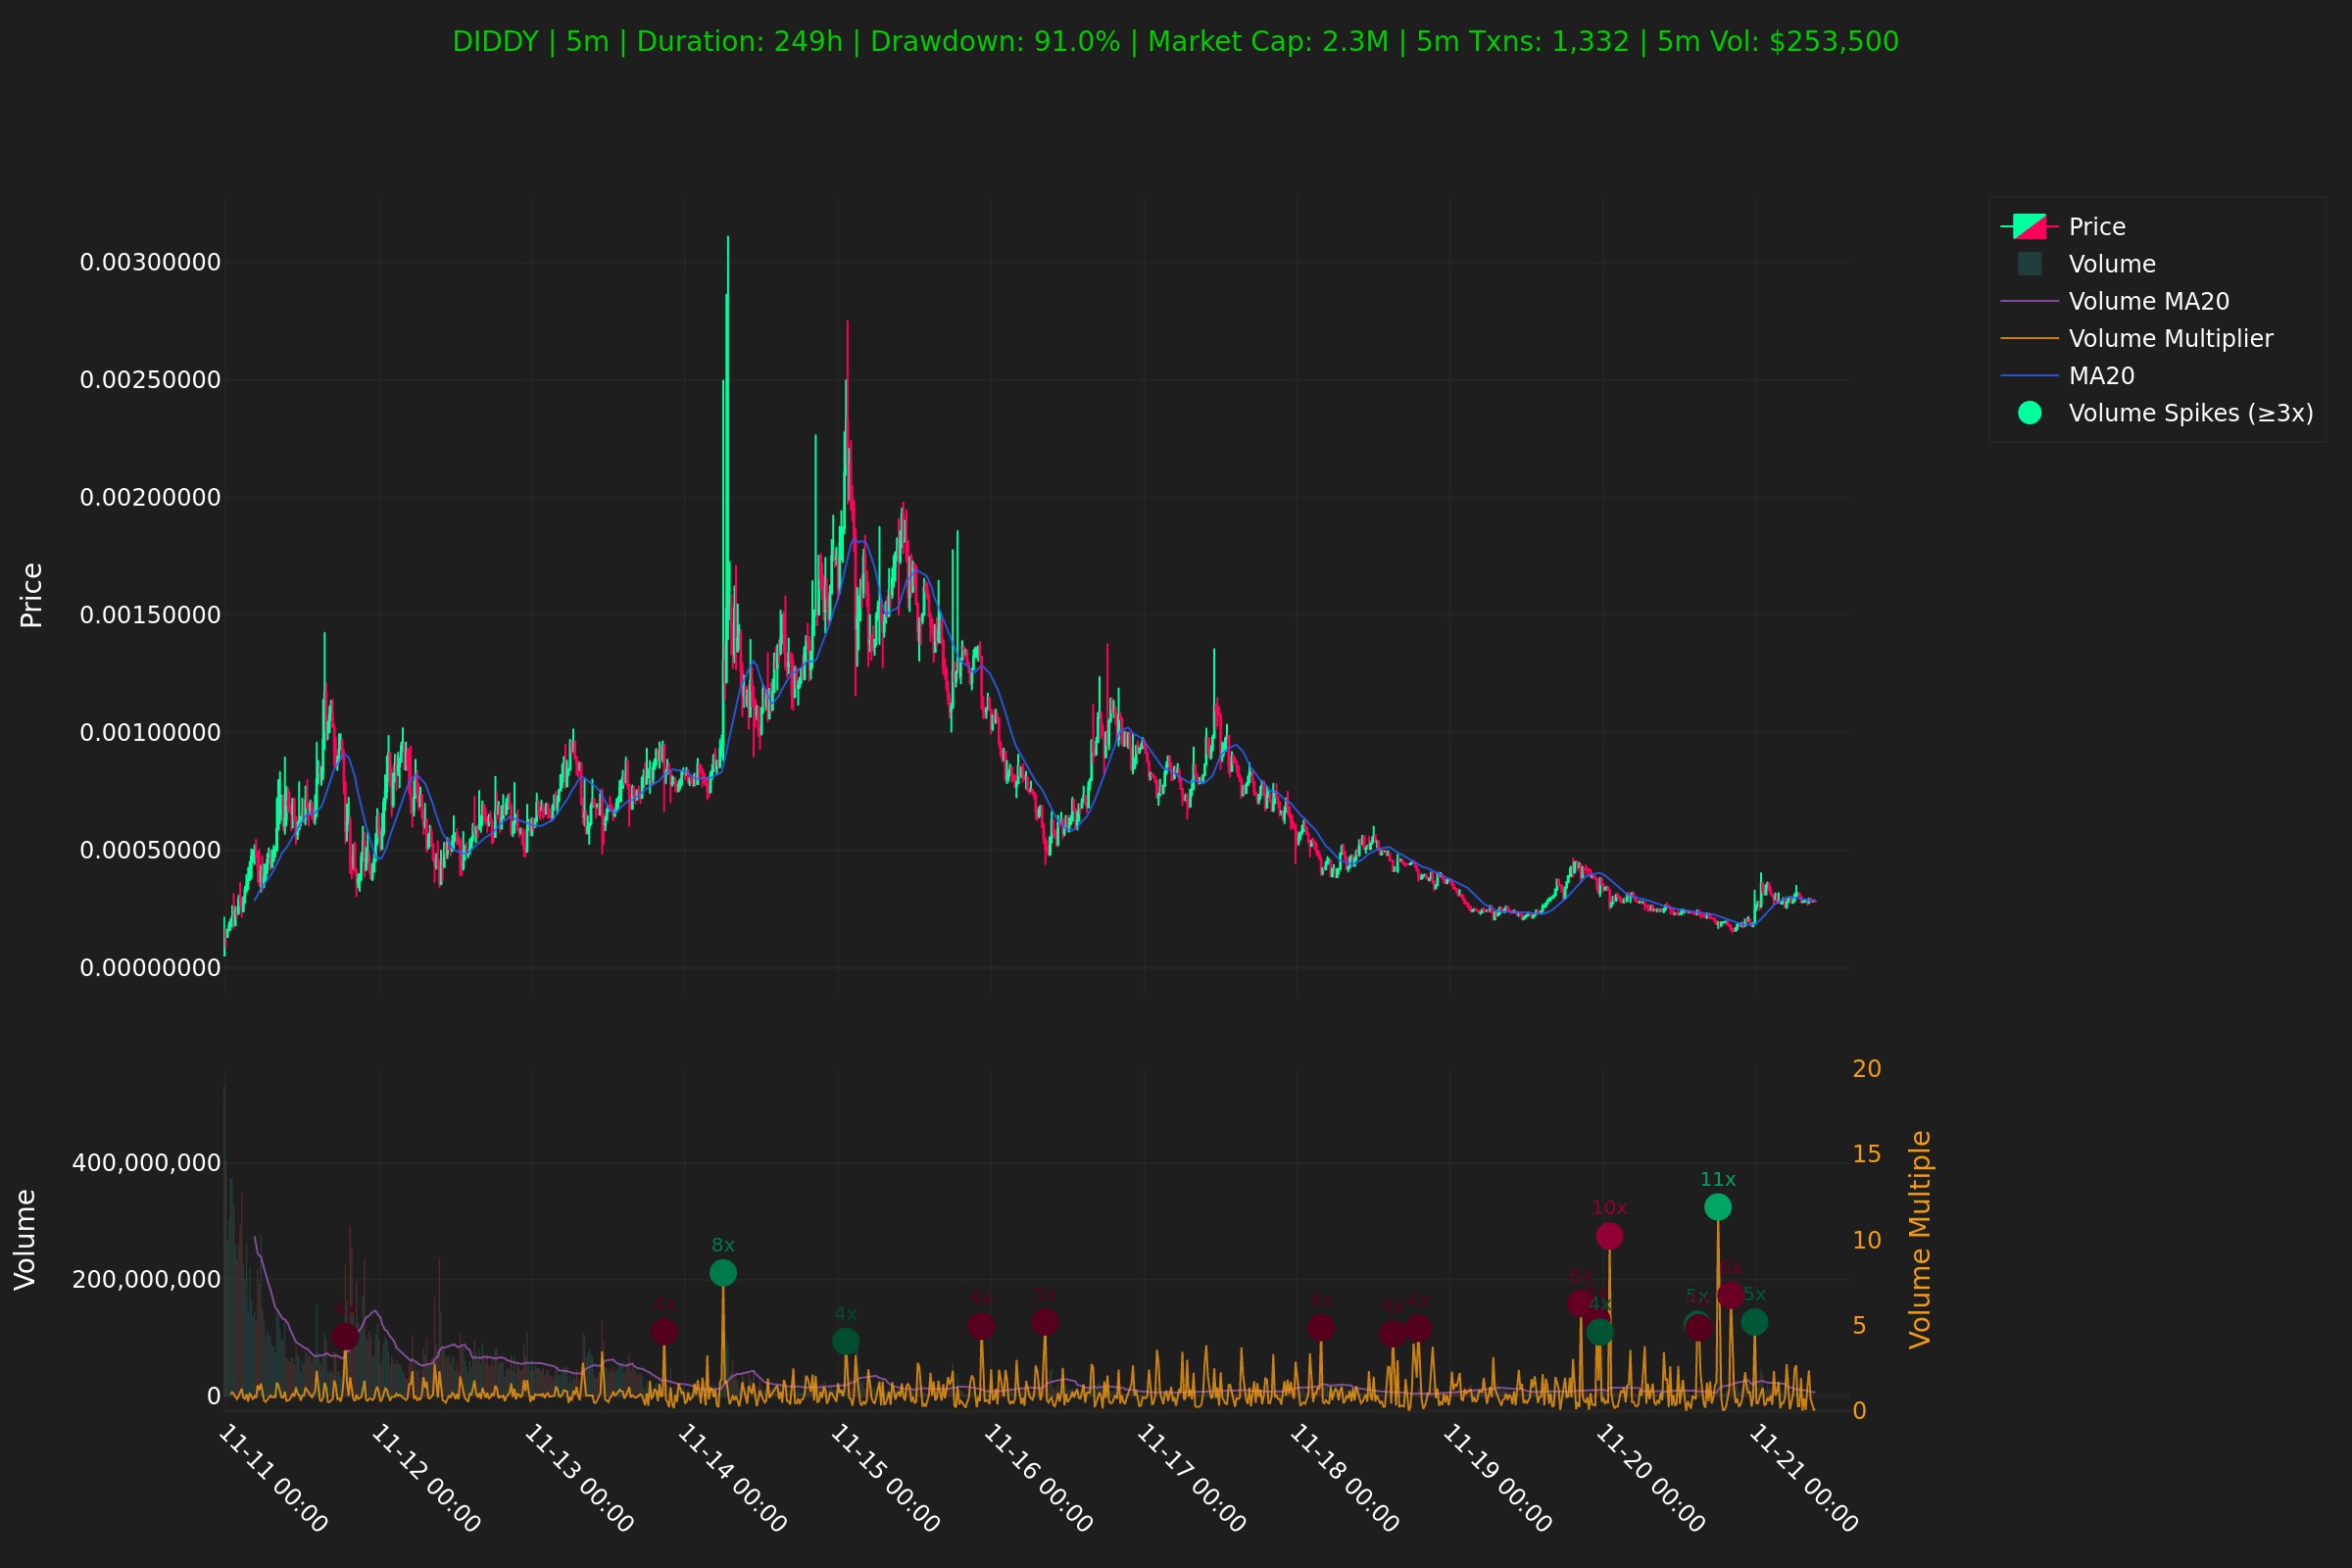 DIDDY | 5m | Duration: 249h | Drawdown: 91.0% | Market Cap: 2.3M | 5m Txns: 1,332 | 5m Vol: $253,500
Price
Volume
Volume MA20
Volume Multiplier
MA20
Volume Spikes (≥3x)
Price
0.00300000
0.00250000
0.00200000
0.00150000
0.00100000
0.00050000
0.00000000
Volume
400,000,000
200,000,000
0
20
15
10
5
0
Volume Multiple
8x
4x
10x
4x
11x
5x
5x
11-11 00:00
11-12 00:00
11-13 00:00
11-14 00:00
11-15 00:00
11-16 00:00
11-17 00:00
11-18 00:00
11-19 00:00
11-20 00:00
11-21 00:00